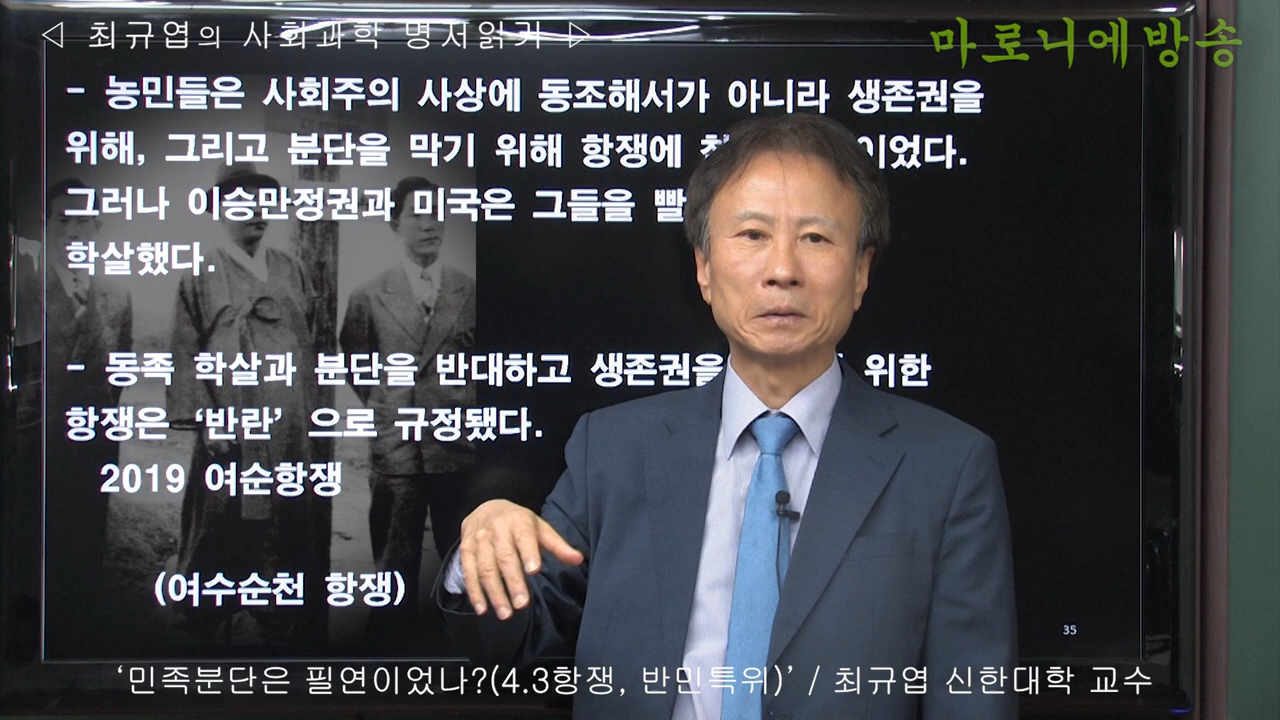 ◁ 최규엽의 사회과학 명저읽기 ▷
마로니에방송
- 농민들은 사회주의 사상에 동조해서가 아니라 생존권을
위해, 그리고 분단을 막기 위해 항쟁에 이었다.
그러나 이승만정권과 미국은 그들을 빨
학살했다.
- 동족 학살과 분단을 반대하고 생존권을 위한
항쟁은 ‘반란’ 으로 규정됐다.
2019 여순항쟁
(여수순천 항쟁)
35
‘민족분단은 필연이었나?(4.3항쟁, 반민특위)’ / 최규엽 신한대학 교수